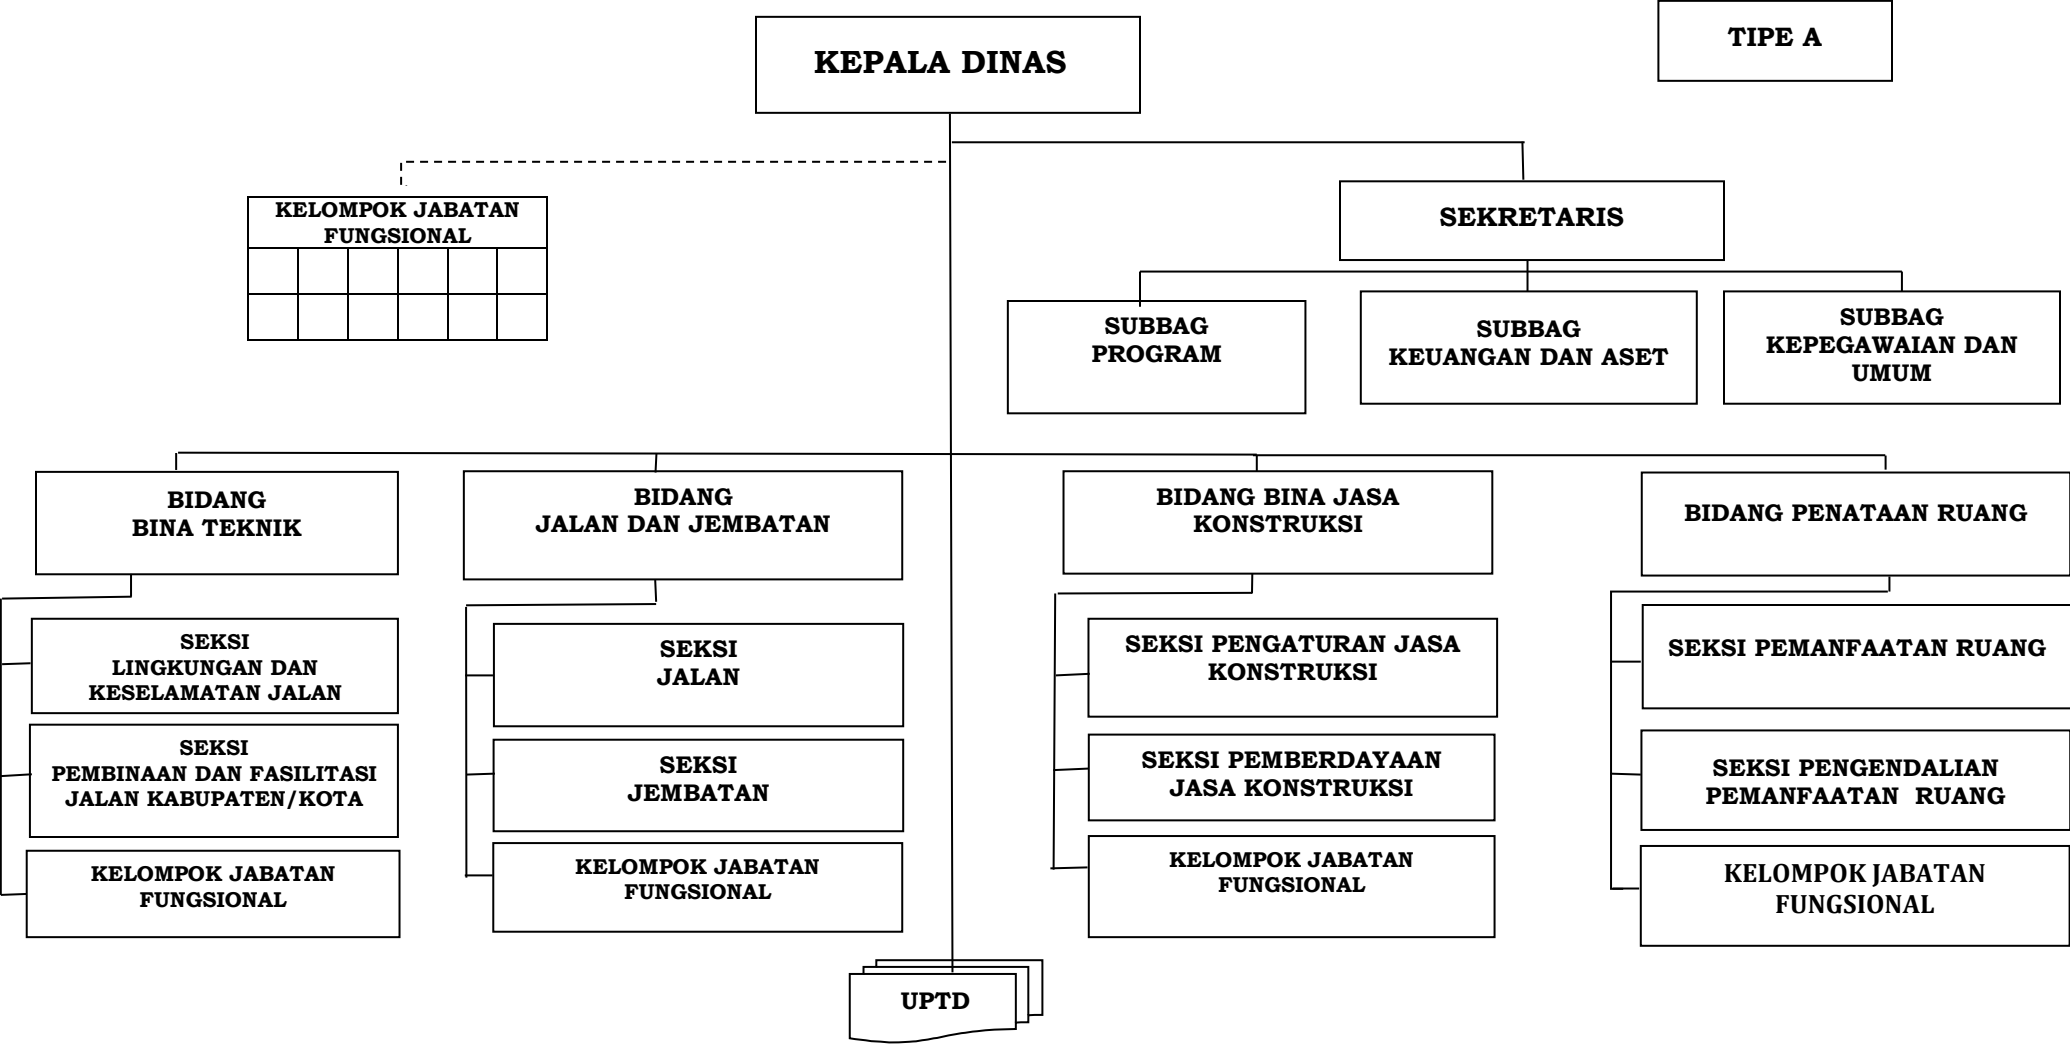 KEPALA DINAS
TIPE A
KELOMPOK JABATAN
FUNGSIONAL
SEKRETARIS
SUBBAG
PROGRAM
SUBBAG
KEUANGAN DAN ASET
SUBBAG
KEPEGAWAIAN DAN
UMUM
BIDANG
BINA TEKNIK
BIDANG
JALAN DAN JEMBATAN
BIDANG BINA JASA
KONSTRUKSI
BIDANG PENATAAN RUANG
SEKSI
LINGKUNGAN DAN
KESELAMATAN JALAN
SEKSI
PEMBINAAN DAN FASILITASI
JALAN KABUPATEN/KOTA
KELOMPOK JABATAN
FUNGSIONAL
SEKSI
JALAN
SEKSI
JEMBATAN
KELOMPOK JABATAN
FUNGSIONAL
SEKSI PENGATURAN JASA
KONSTRUKSI
SEKSI PEMBERDAYAAN
JASA KONSTRUKSI
KELOMPOK JABATAN
FUNGSIONAL
SEKSI PEMANFAATAN RUANG
SEKSI PENGENDALIAN
PEMANFAATAN RUANG
KELOMPOK JABATAN
FUNGSIONAL
UPTD